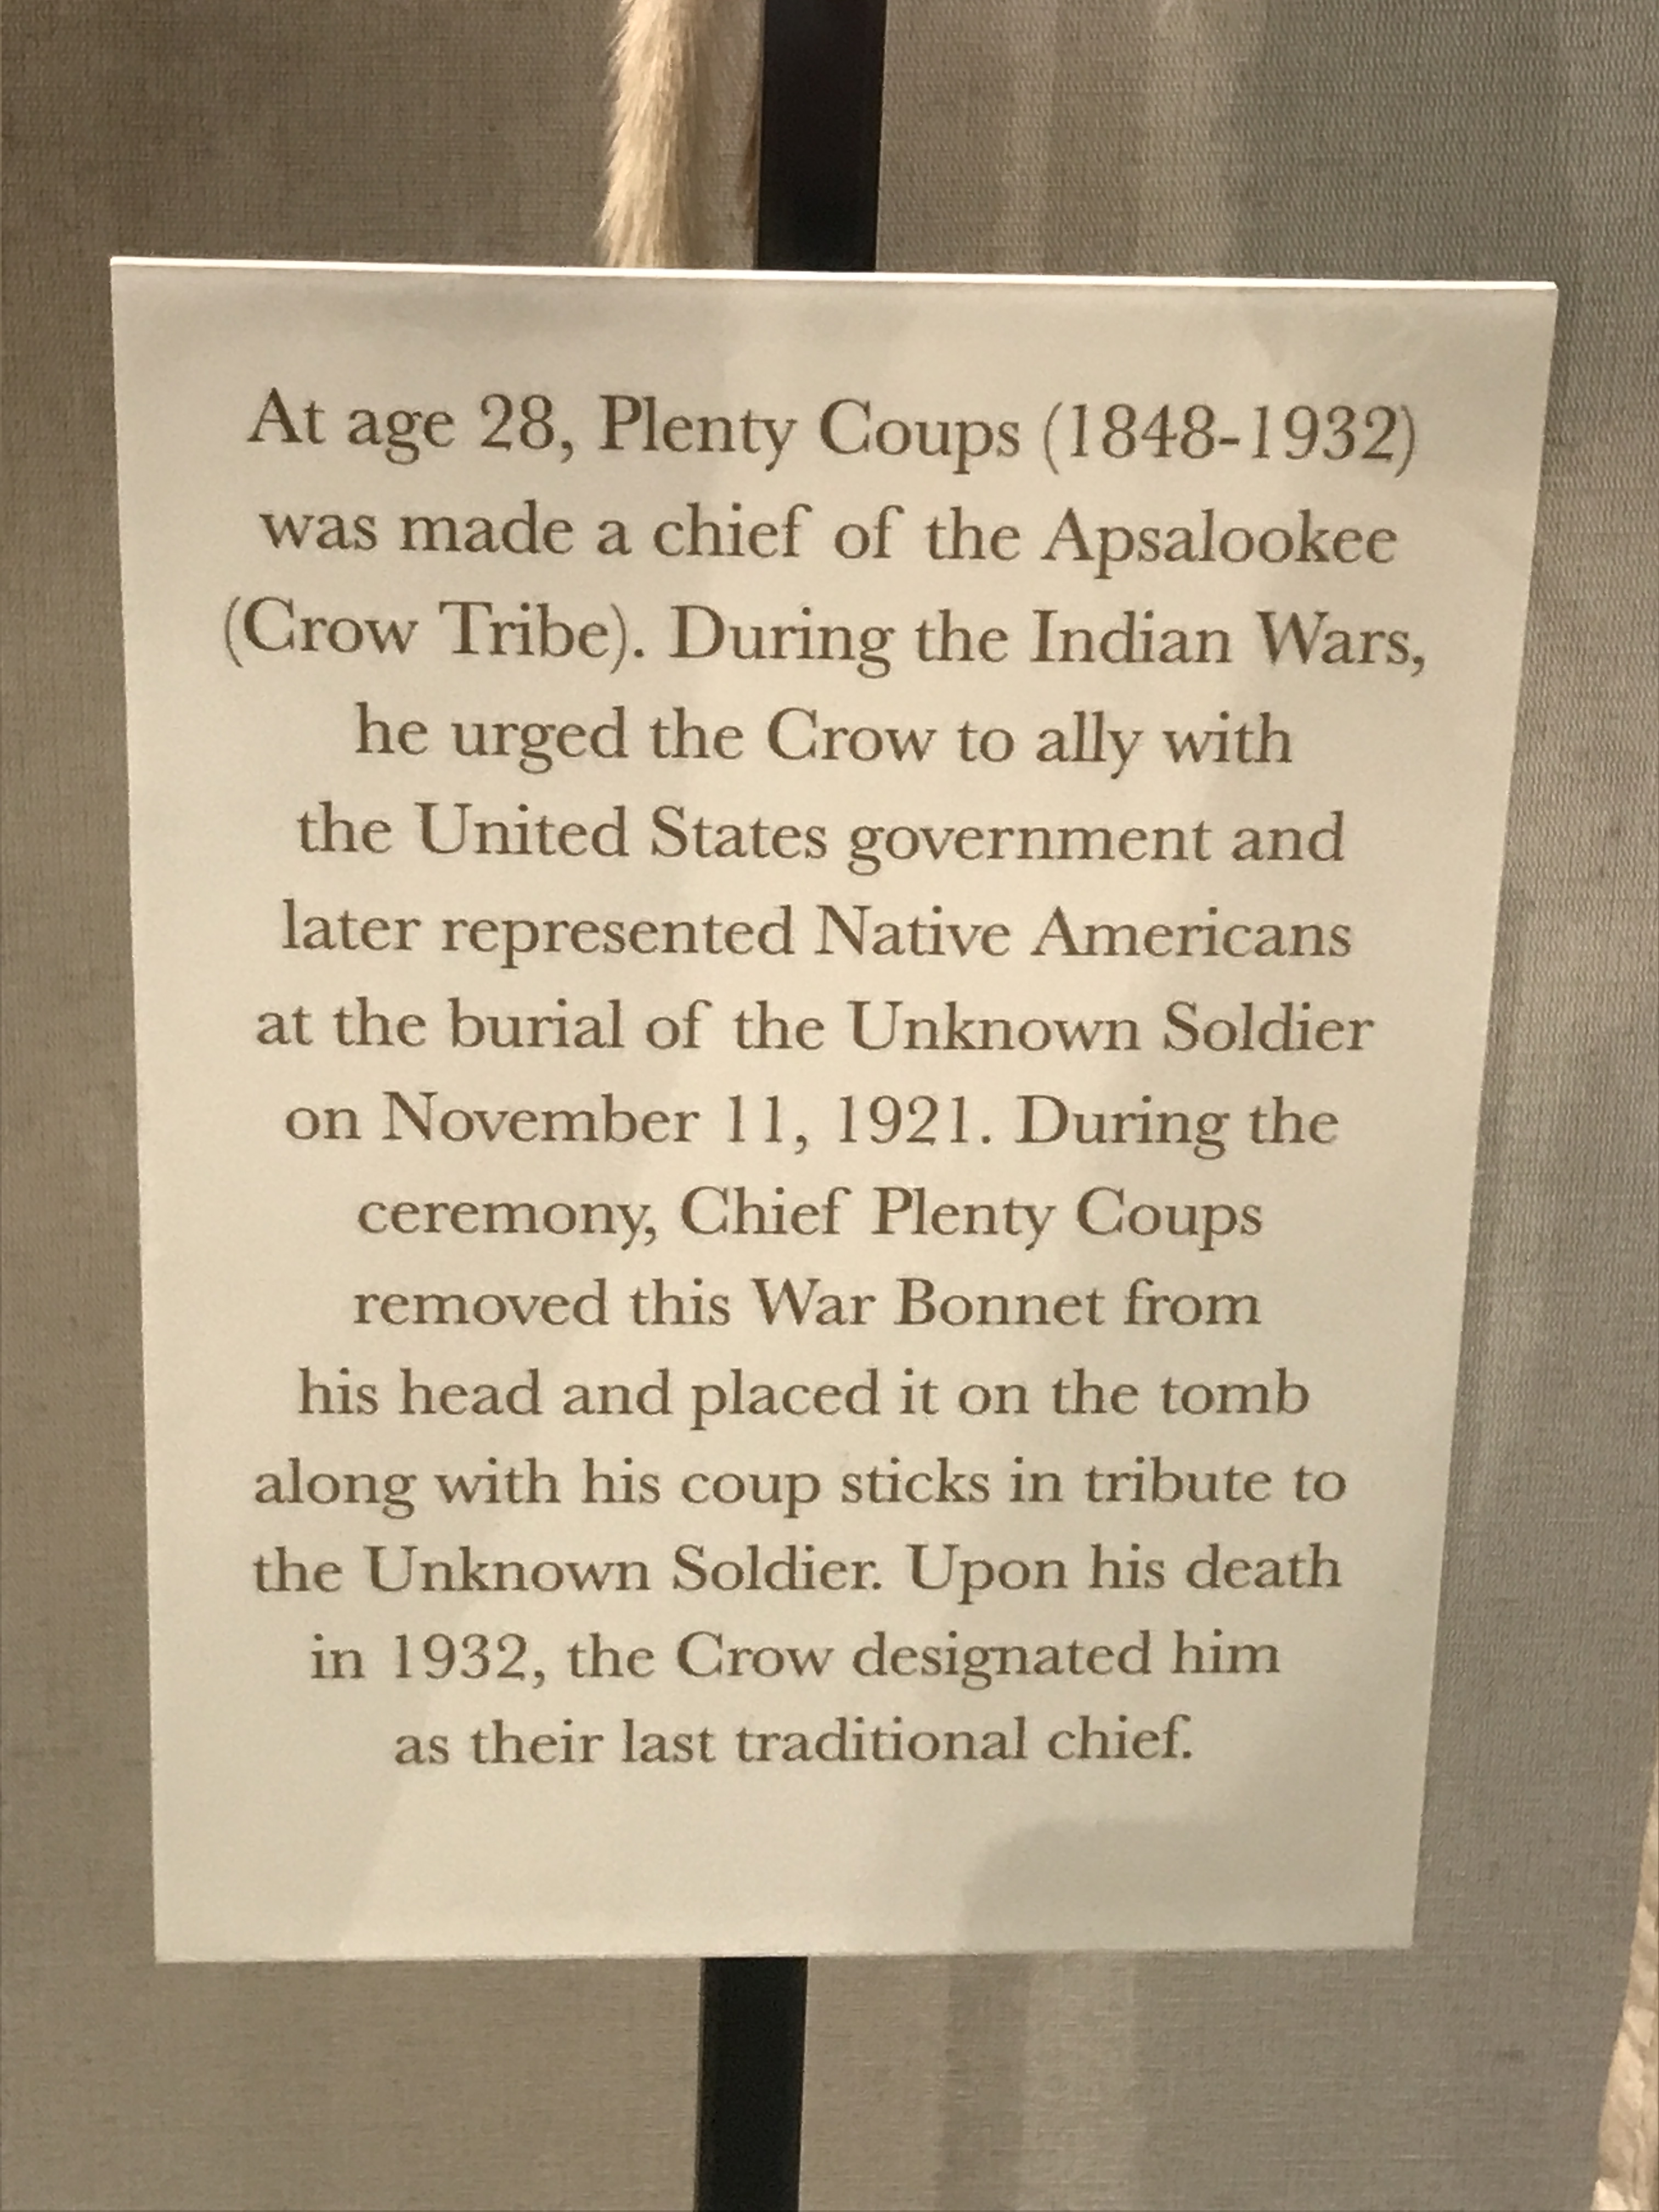 At age 28, Plenty Coups (1848-1932)
was made a chief of the Apsalookee
(Crow Tribe). During the Indian Wars,
he urged the Crow to ally with
the United States government and
later represented Native Americans
at the burial of the Unknown Soldier
on November 11, 1921. During the
ceremony, Chief Plenty Coups
removed this War Bonnet from
his head and placed it on the tomb
along with his coup sticks in tribute to
the Unknown Soldier. Upon his death
in 1932, the Crow designated him
as their last traditional chief.